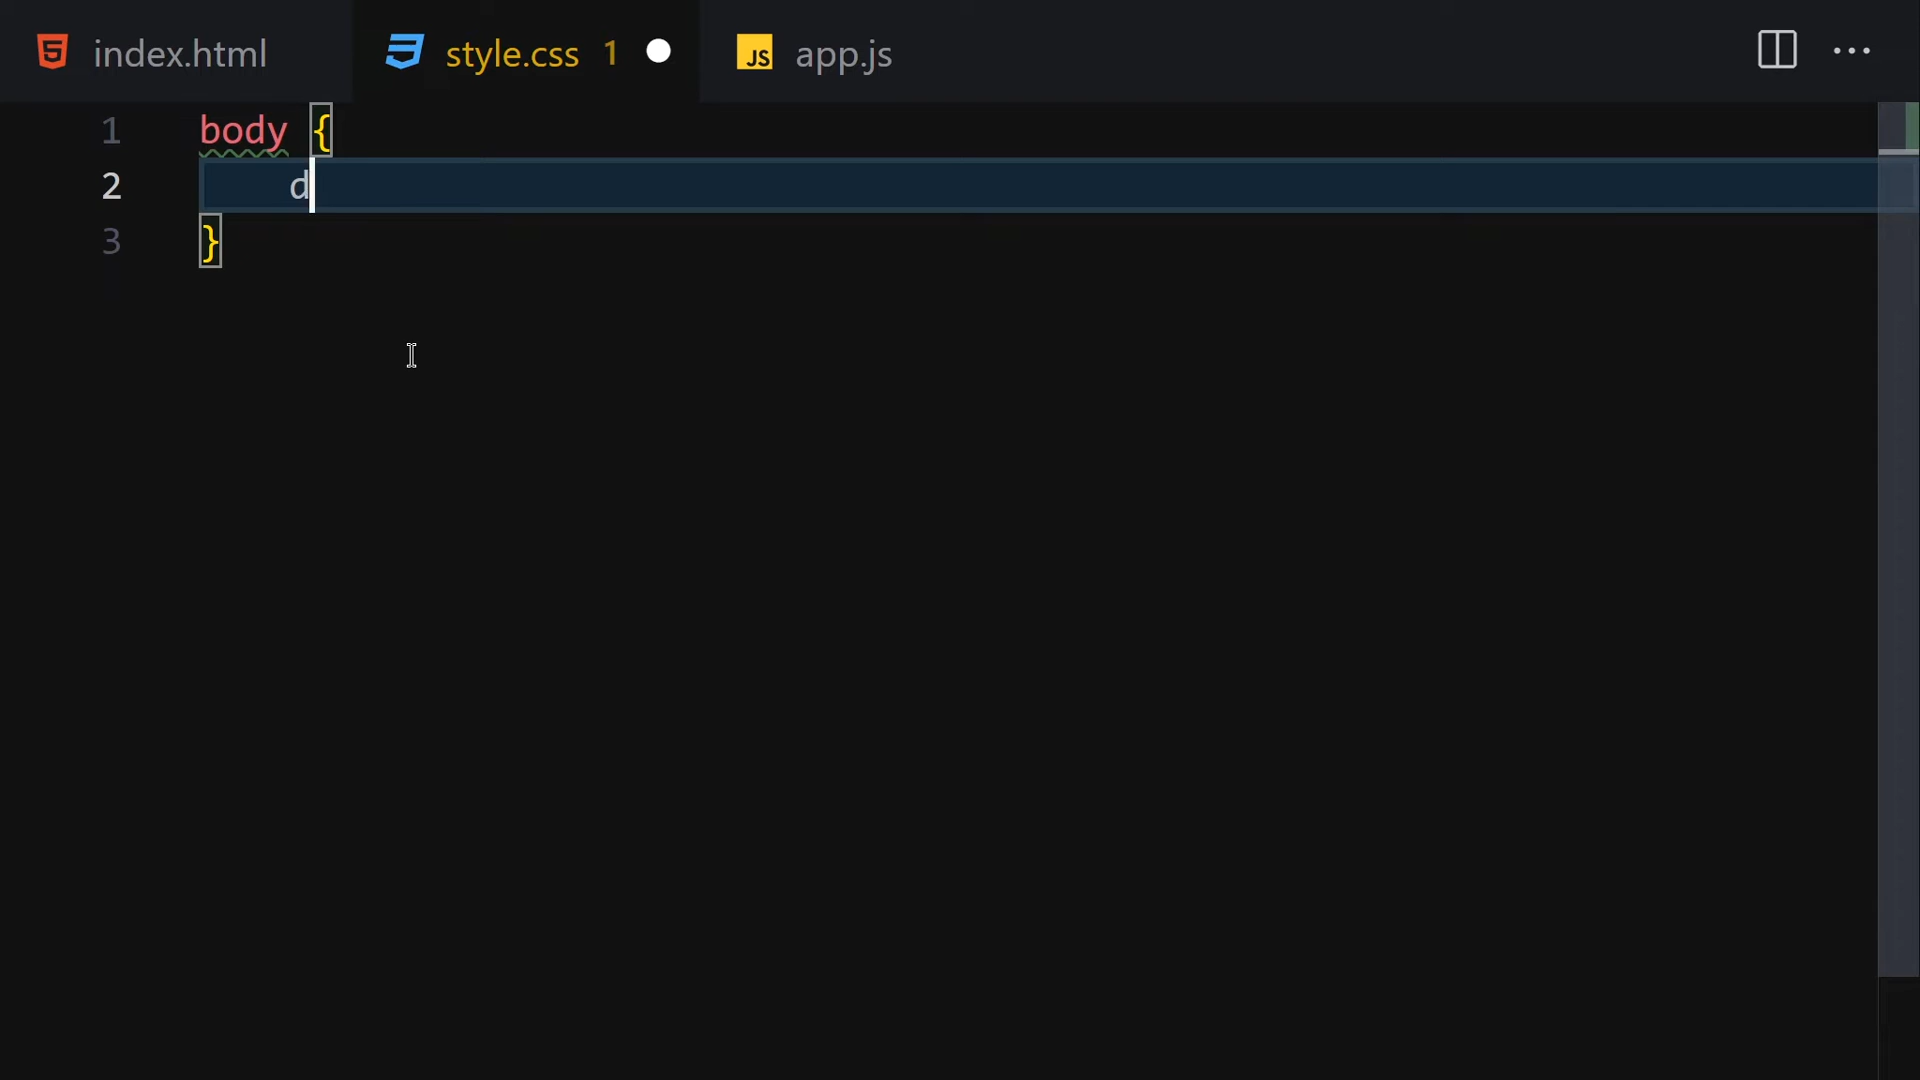 index.html
style.css 1
JS app.js
1 body {
2 d
3 }